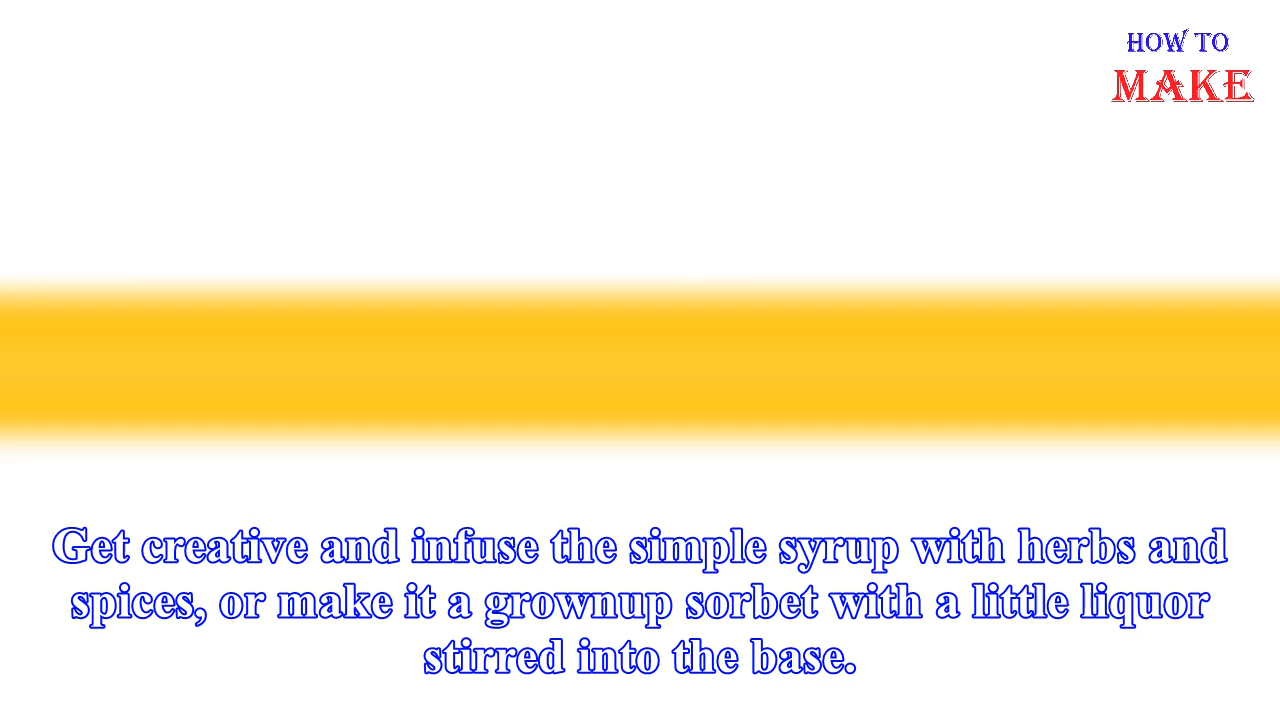 HOW TO
MAKE
Get creative and infuse the simple syrup with herbs and
spices, or make it a grownup sorbet with a little liquor
stirred into the base.